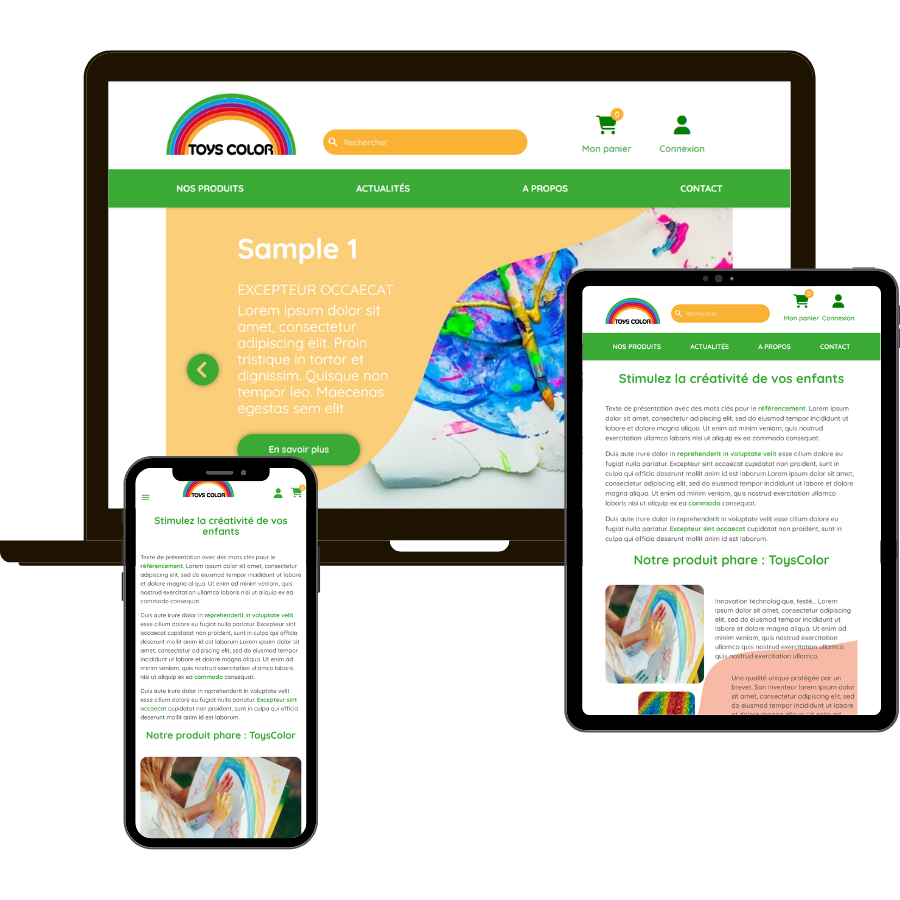 TOYS COLOR
Rechercher
0
Mon panier
Connexion
NOS PRODUITS
ACTUALITÉS
A PROPOS
CONTACT
Sample 1
EXCEPTEUR OCCAECAT
Lorem ipsum dolor sit
amet, consectetur
adipiscing elit. Proin
tristique in tortor et
dignissim. Quisque non
tempor leo. Maecenas
egestas sem elit
En savoir plus
TOYS COLOR
Rechercher
0
Mon panier
Connexion
NOS PRODUITS
ACTUALITÉS
A PROPOS
CONTACT
Stimulez la créativité de vos enfants
Texte de présentation avec des mots clés pour le référencement. Lorem ipsum
dolor sit amet, consectetur adipiscing elit, sed do eiusmod tempor incididunt ut
labore et dolore magna aliqua. Ut enim ad minim veniam, quis nostrud
exercitation ullamco laboris nisi ut aliquip ex ea commodo consequat.
Duis aute irure dolor in reprehenderit in voluptate velit esse cillum dolore eu
fugiat nulla pariatur. Excepteur sint occaecat cupidatat non proident, sunt in
culpa qui officia deserunt mollit anim id est laborum.Lorem ipsum dolor sit amet,
consectetur adipiscing elit, sed do eiusmod tempor incididunt ut labore et dolore
magna aliqua. Ut enim ad minim veniam, quis nostrud exercitation ullamco
laboris nisi ut aliquip ex ea commodo consequat.
Duis aute irure dolor in reprehenderit in voluptate velit esse cillum dolore eu
fugiat nulla pariatur. Excepteur sint occaecat cupidatat non proident, sunt in
culpa qui officia deserunt mollit anim id est laborum.
Notre produit phare : ToysColor
Innovation technologique, testé... Lorem
ipsum dolor sit amet, consectetur adipiscing
elit, sed do eiusmod tempor incididunt ut
labore et dolore magna aliqua. Ut enim ad
minim veniam, quis nostrud exercitation
ullamco laboris nisi ut aliquip ex ea commodo
quis nostrud exercitation ullamco.
Une qualité unique protégée par un
brevet. Son inventeur lorem ipsum dolor
sit amet, consectetur adipiscing elit, sed
do eiusmod tempor incididunt ut labore
et dolore magna aliqua. Ut enim ad
TOYS COLOR
0
Stimulez la créativité de vos
enfants
Texte de présentation avec des mots clés pour le
référencement. Lorem ipsum dolor sit amet, consectetur
adipiscing elit, sed do eiusmod tempor incididunt ut labore
et dolore magna aliqua. Ut enim ad minim veniam, quis
nostrud exercitation ullamco laboris nisi ut aliquip ex ea
commodo consequat.
Duis aute irure dolor in reprehenderit in voluptate velit
esse cillum dolore eu fugiat nulla pariatur. Excepteur sint
occaecat cupidatat non proident, sunt in culpa qui officia
deserunt mollit anim id est laborum.Lorem ipsum dolor sit
amet, consectetur adipiscing elit, sed do eiusmod tempor
incididunt ut labore et dolore magna aliqua. Ut enim ad
minim veniam, quis nostrud exercitation ullamco laboris
nisi ut aliquip ex ea commodo consequat.
Duis aute irure dolor in reprehenderit in voluptate velit
esse cillum dolore eu fugiat nulla pariatur. Excepteur sint
occaecat cupidatat non proident, sunt in culpa qui officia
deserunt mollit anim id est laborum.
Notre produit phare : ToysColor